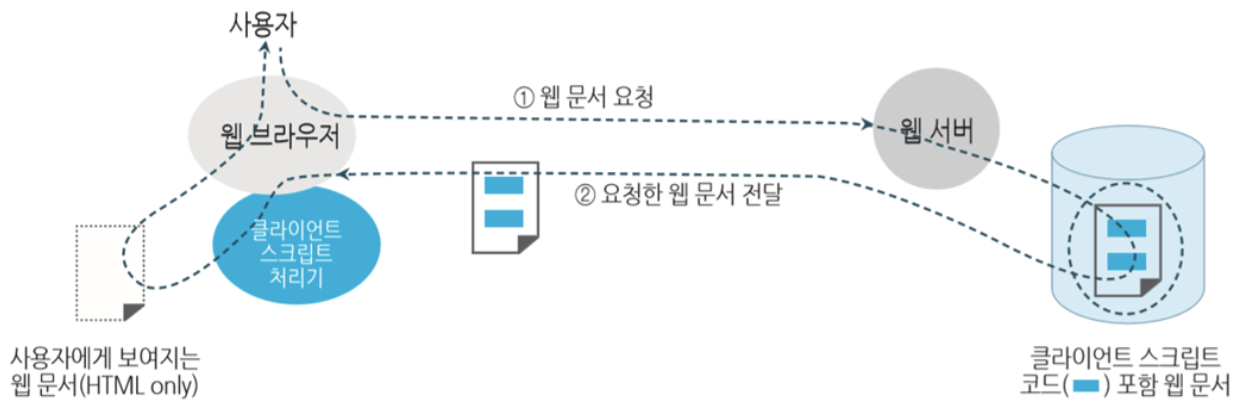 사용자
① 웹 문서 요청
웹 브라우저
웹 서버
② 요청한 웹 문서 전달
클라이언트
스크립트
처리기
사용자에게 보여지는
웹 문서(HTML only)
클라이언트 스크립트
코드( ) 포함 웹 문서